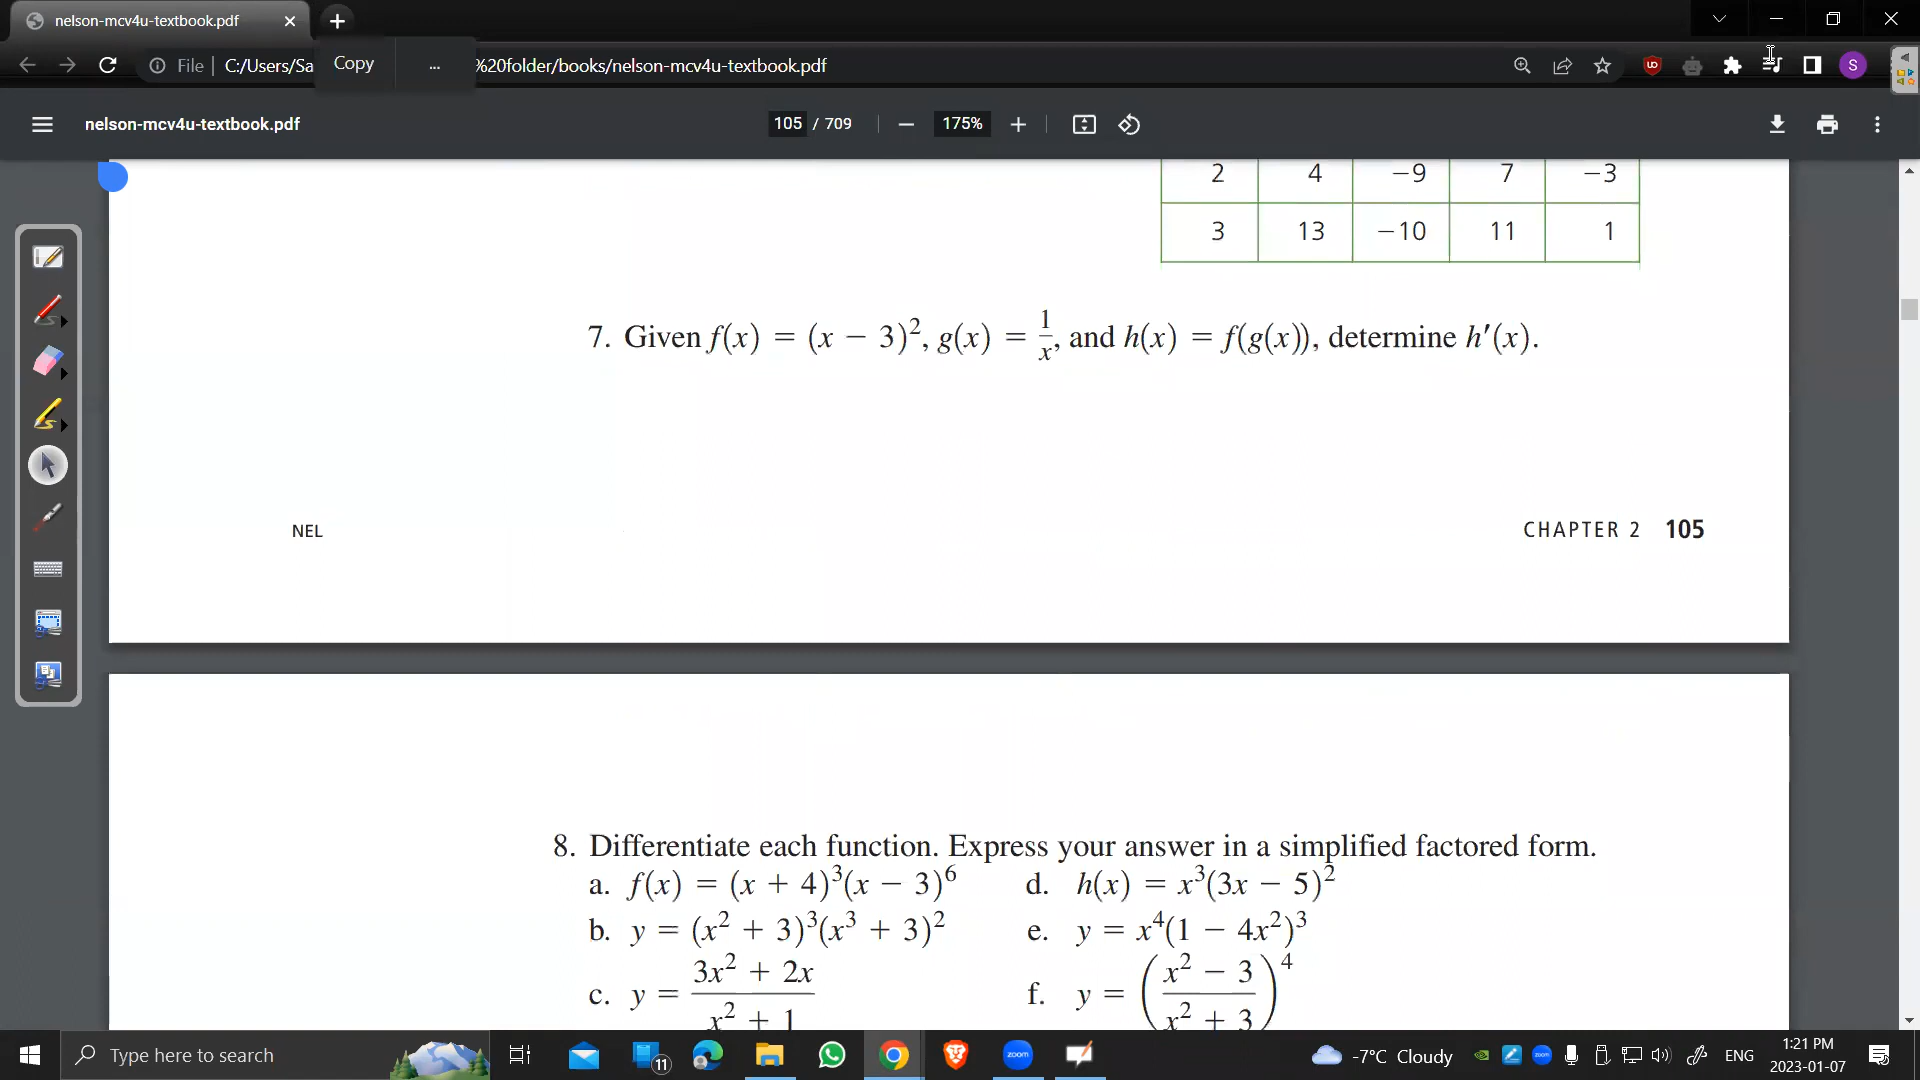 nelson-mcv4u-textbook.pdf
File | C:/Users/Sa
Copy
...
%20folder/books/nelson-mcv4u-textbook.pdf
S
nelson-mcv4u-textbook.pdf
105 / 709
175%
2 4 −9 7 −3
3 13 −10 11 1
7. Given f(x) = (x − 3)², g(x) = 1/x, and h(x) = f(g(x)), determine h′(x).
NEL
CHAPTER 2 105
8. Differentiate each function. Express your answer in a simplified factored form.
a. f(x) = (x + 4)³(x − 3)⁶ d. h(x) = x³(3x − 5)²
b. y = (x² + 3)³(x³ + 3)² e. y = x⁴(1 − 4x²)³
c. y = (3x² + 2x)/(x² + 1) f. y = ((x² − 3)/(x² + 3))⁴
Type here to search
11
zoom
-7°C Cloudy
zoom
ENG
1:21 PM
2023-01-07